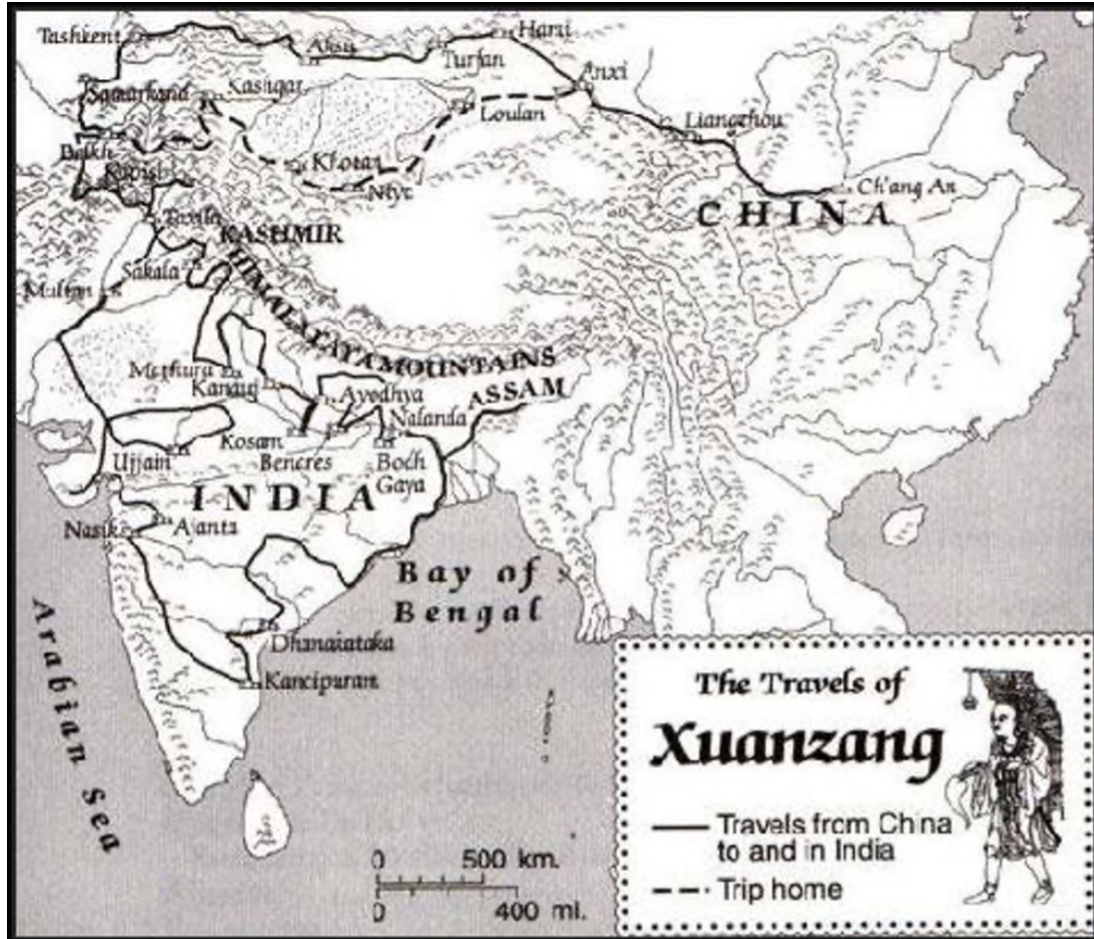 Tashkent
Aksu
Turfan
Hami
Anxi
Samarkand
Kashgar
Loulan
Liangzhou
Balkh
Khotan
Niya
Ch'ang An
CHINA
Taxila
KASHMIR
Sakala
Multan
HIMALAYA MOUNTAINS
ASSAM
Mathura
Kanauj
Ayodhya
Nalanda
Kosam
Benares
Bodh
Gaya
Ujjain
INDIA
Nasik
Ajanta
Bay of
Bengal
Arabian Sea
Kancipuram
The Travels of
Xuanzang
Travels from China
to and in India
Trip home
0 500 km.
0 400 mi.